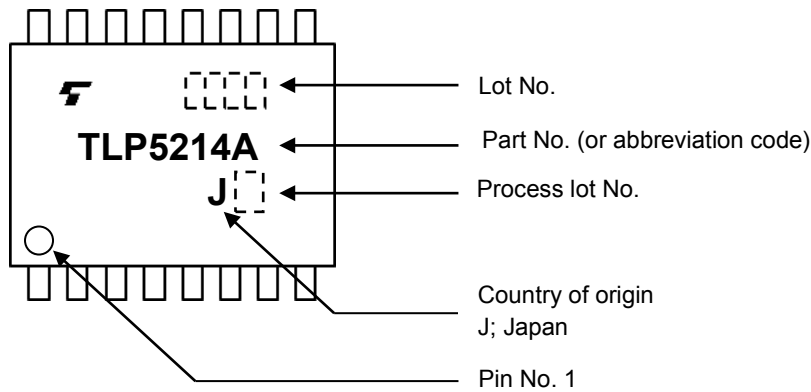 Lot No.
TLP5214A
Part No. (or abbreviation code)
J
Process lot No.
Country of origin
J; Japan
Pin No. 1